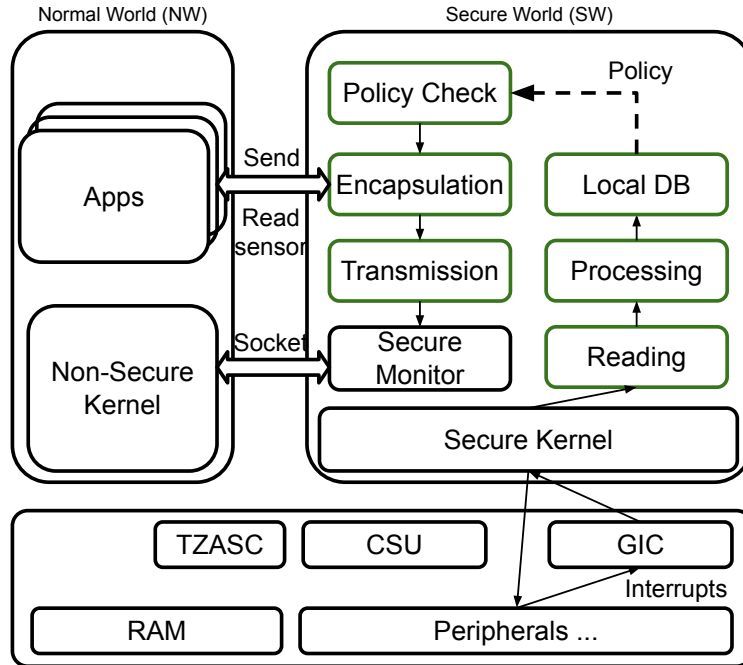 Normal World (NW)
Secure World (SW)
Policy Check
Policy
Send
Apps
Encapsulation
Local DB
Read
sensor
Transmission
Processing
Socket
Secure
Monitor
Reading
Non-Secure
Kernel
Secure Kernel
TZASC
CSU
GIC
Interrupts
RAM
Peripherals ...